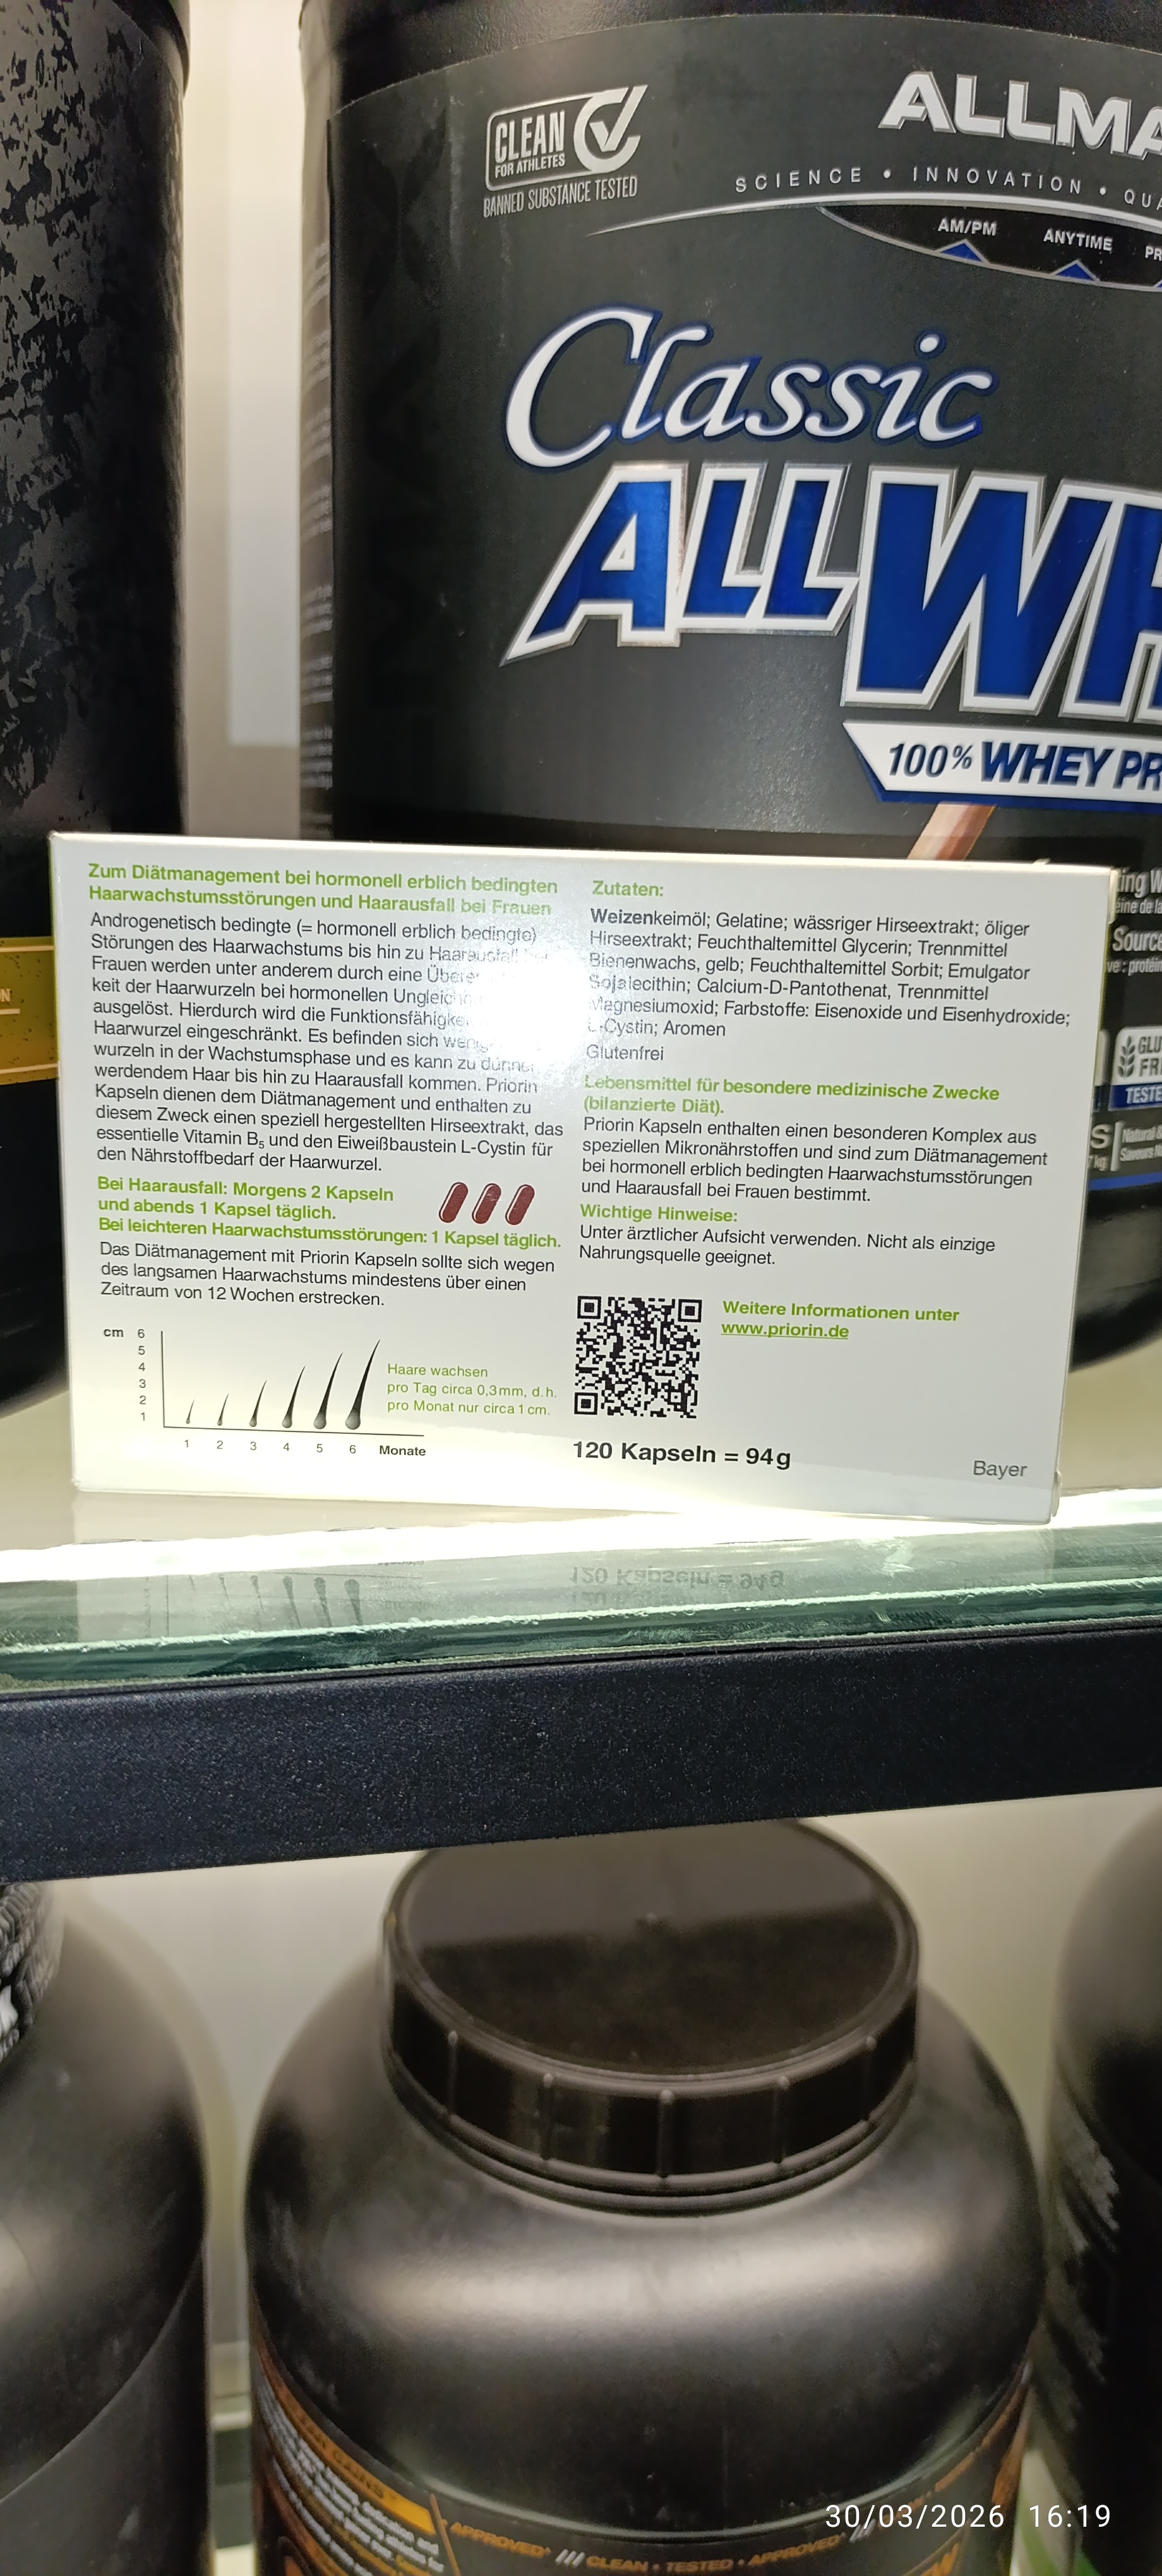 CLEAN
FOR ATHLETES
BANNED SUBSTANCE TESTED
SCIENCE • INNOVATION •
AM/PM
ANYTIME
Classic
100% WHEY
Zum Diätmanagement bei hormonell erblich bedingten
Haarwachstumsstörungen und Haarausfall bei Frauen
Androgenetisch bedingte (= hormonell erblich bedingte)
Störungen des Haarwachstums bis hin zu Haarausfall
Frauen werden unter anderem durch eine
keit der Haarwurzeln bei hormonellen
ausgelöst. Hierdurch wird die
Haarwurzel eingeschränkt. Es befinden sich
wurzeln in der Wachstumsphase und es kann zu
werdendem Haar bis hin zu Haarausfall kommen. Priorin
Kapseln dienen dem Diätmanagement und enthalten zu
diesem Zweck einen speziell hergestellten Hirseextrakt, das
essentielle Vitamin B₅ und den Eiweißbaustein L-Cystin für
den Nährstoffbedarf der Haarwurzel.
Bei Haarausfall: Morgens 2 Kapseln
und abends 1 Kapsel täglich.
Bei leichteren Haarwachstumsstörungen: 1 Kapsel täglich.
Das Diätmanagement mit Priorin Kapseln sollte sich wegen
des langsamen Haarwachstums mindestens über einen
Zeitraum von 12 Wochen erstrecken.
cm 6
5
4
3
2
1
1 2 3 4 5 6 Monate
Haare wachsen
pro Tag circa 0,3 mm, d. h.
pro Monat nur circa 1 cm.
Zutaten:
Weizenkeimöl; Gelatine; wässriger Hirseextrakt; öliger
Hirseextrakt; Feuchthaltemittel Glycerin; Trennmittel
Bienenwachs, gelb; Feuchthaltemittel Sorbit; Emulgator
Sojalecithin; Calcium-D-Pantothenat, Trennmittel
Magnesiumoxid; Farbstoffe: Eisenoxide und Eisenhydroxide;
L-Cystin; Aromen
Glutenfrei
Lebensmittel für besondere medizinische Zwecke
(bilanzierte Diät).
Priorin Kapseln enthalten einen besonderen Komplex aus
speziellen Mikronährstoffen und sind zum Diätmanagement
bei hormonell erblich bedingten Haarwachstumsstörungen
und Haarausfall bei Frauen bestimmt.
Wichtige Hinweise:
Unter ärztlicher Aufsicht verwenden. Nicht als einzige
Nahrungsquelle geeignet.
Weitere Informationen unter
www.priorin.de
120 Kapseln = 94 g
Bayer
APPROVED /// CLEAN • TESTED • APPROVED
30/03/2026 16:19